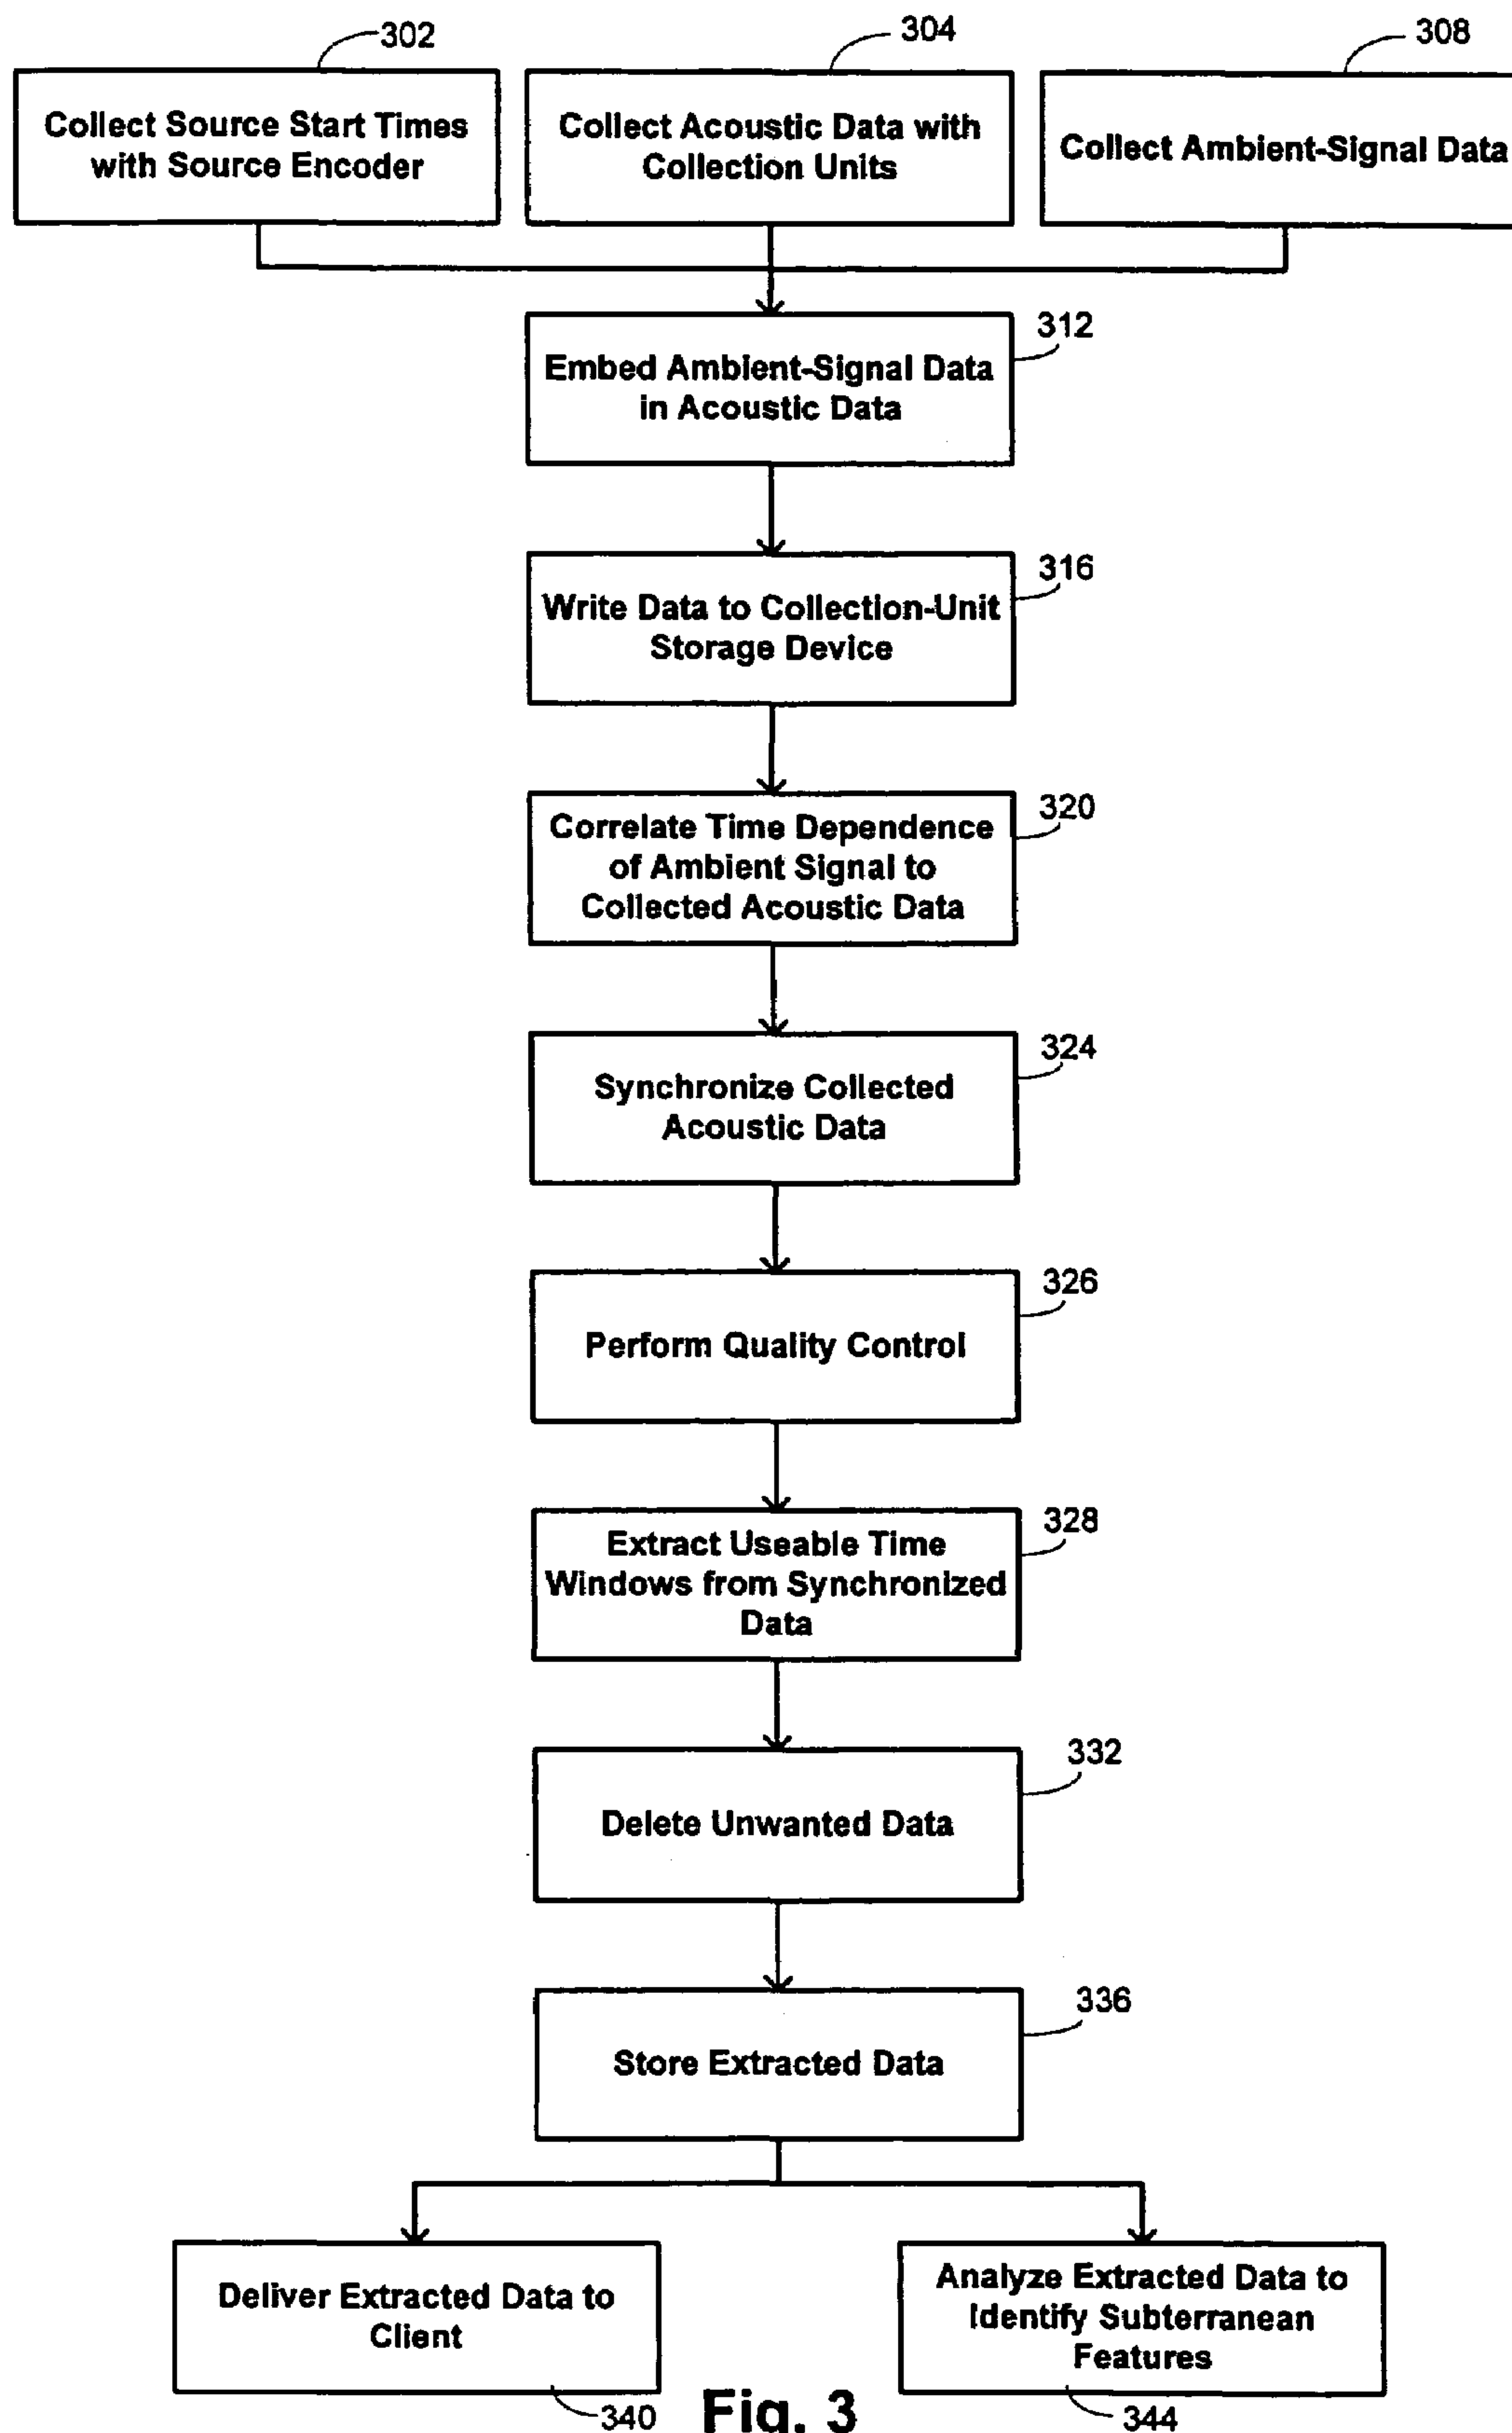 302
304
308
Collect Source Start Times
with Source Encoder
Collect Acoustic Data with
Collection Units
Collect Ambient-Signal Data
312
Embed Ambient-Signal Data
in Acoustic Data
316
Write Data to Collection-Unit
Storage Device
320
Correlate Time Dependence
of Ambient Signal to
Collected Acoustic Data
324
Synchronize Collected
Acoustic Data
326
Perform Quality Control
328
Extract Useable Time
Windows from Synchronized
Data
332
Delete Unwanted Data
336
Store Extracted Data
Deliver Extracted Data to
Client
340
Analyze Extracted Data to
Identify Subterranean
Features
344
Fig. 3